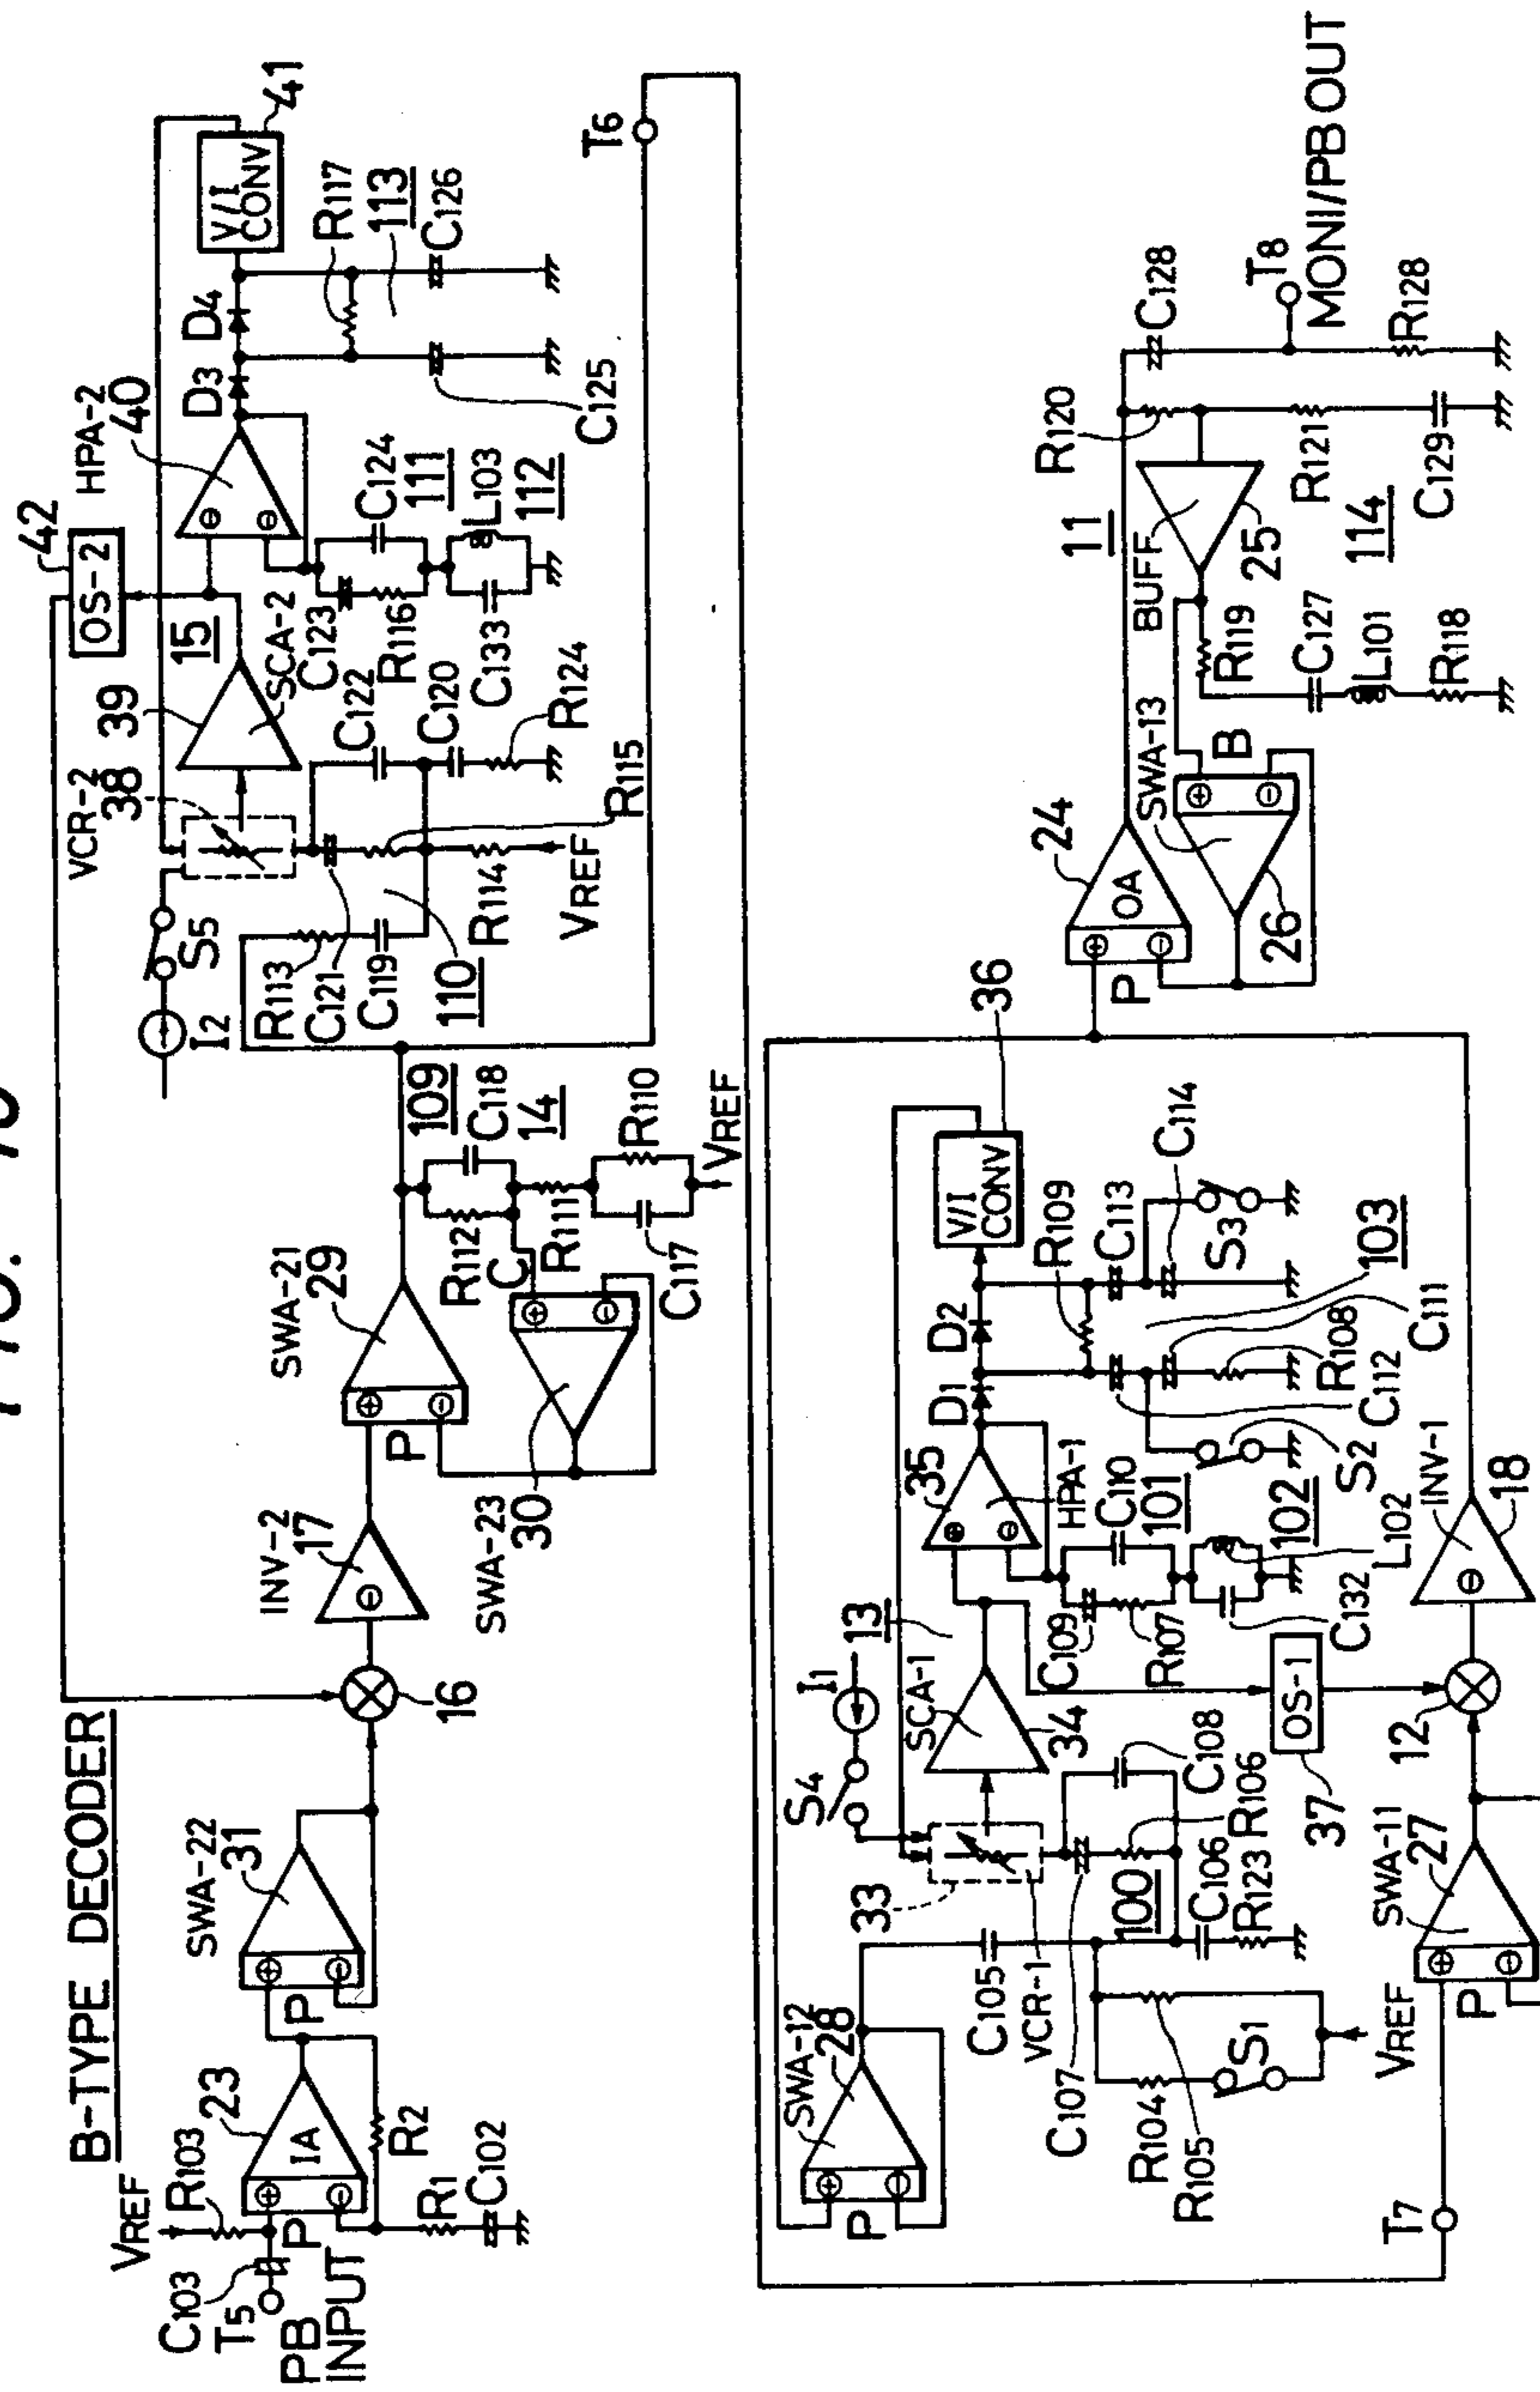 B-TYPE DECODER
VREF
R103
C103
T5
PB
INPUT
P
23
IA
R1
R2
C102
SWA-22
31
P
16
INV-2
17
SWA-21
29
P
SWA-23
30
C
R112
C118
109
14
R111
R110
C117
VREF
I2
S5
VCR-2
38
R113
C121
C119
110
R114
VREF
R115
39
15
SCA-2
C122
C120
R124
42
OS-2
HPA-2
40
C123
R116
C133
C124
111
L103
112
D3
D4
C125
R117
113
C126
V/I
CONV
41
T6
SWA-12
28
P
C105
VCR-1
C107
R104
R105
S1
VREF
T7
33
100
C106
R123
C108
R106
S4
I1
13
SCA-1
34
37
OS-1
12
SWA-11
27
P
35
HPA-1
C109
R107
C110
101
C132
102
L102
INV-1
18
D1
D2
S2
C112
R108
C111
R109
C113
C114
S3
103
V/I
CONV
36
24
OA
P
26
SWA-13
B
BUFF
25
11
R119
C127
L101
R118
R120
R121
C129
114
C128
T8
MONI/PB OUT
R128